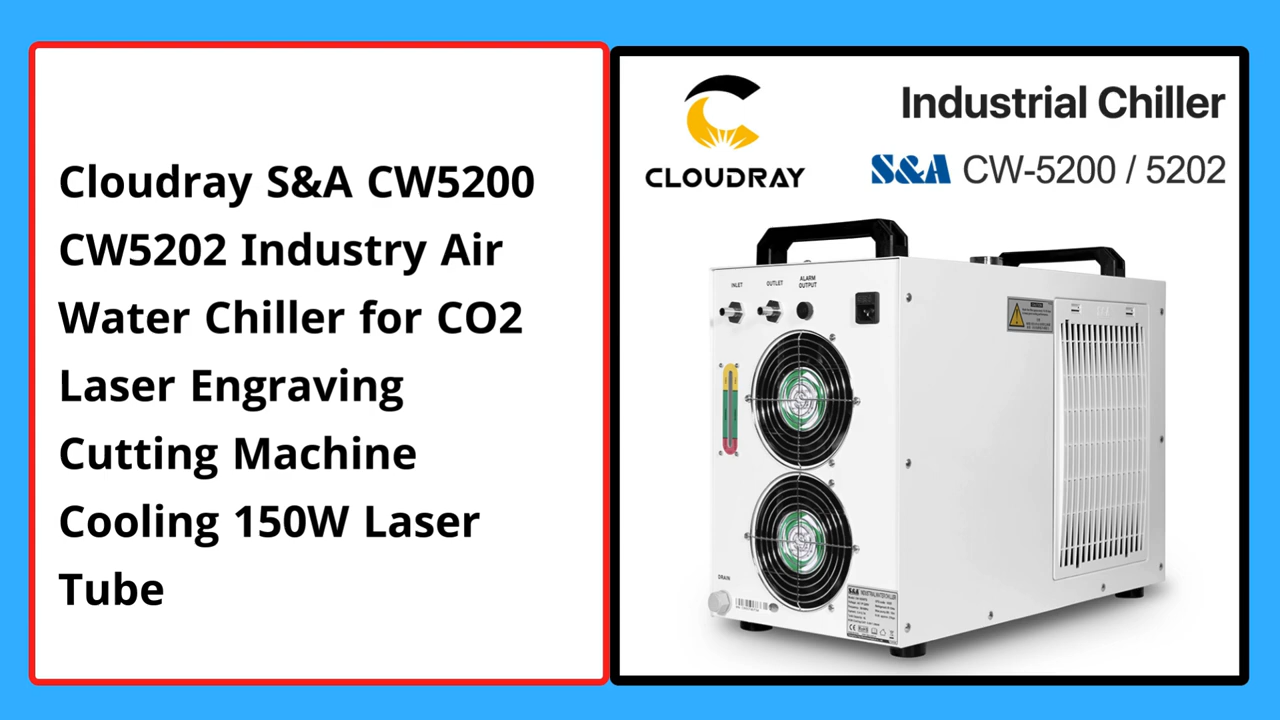 Cloudray S&A CW5200
CW5202 Industry Air
Water Chiller for CO2
Laser Engraving
Cutting Machine
Cooling 150W Laser
Tube
CLOUDRAY
Industrial Chiller
S&A CW-5200 / 5202
INLET
OUTLET
ALARM
OUTPUT
DRAIN